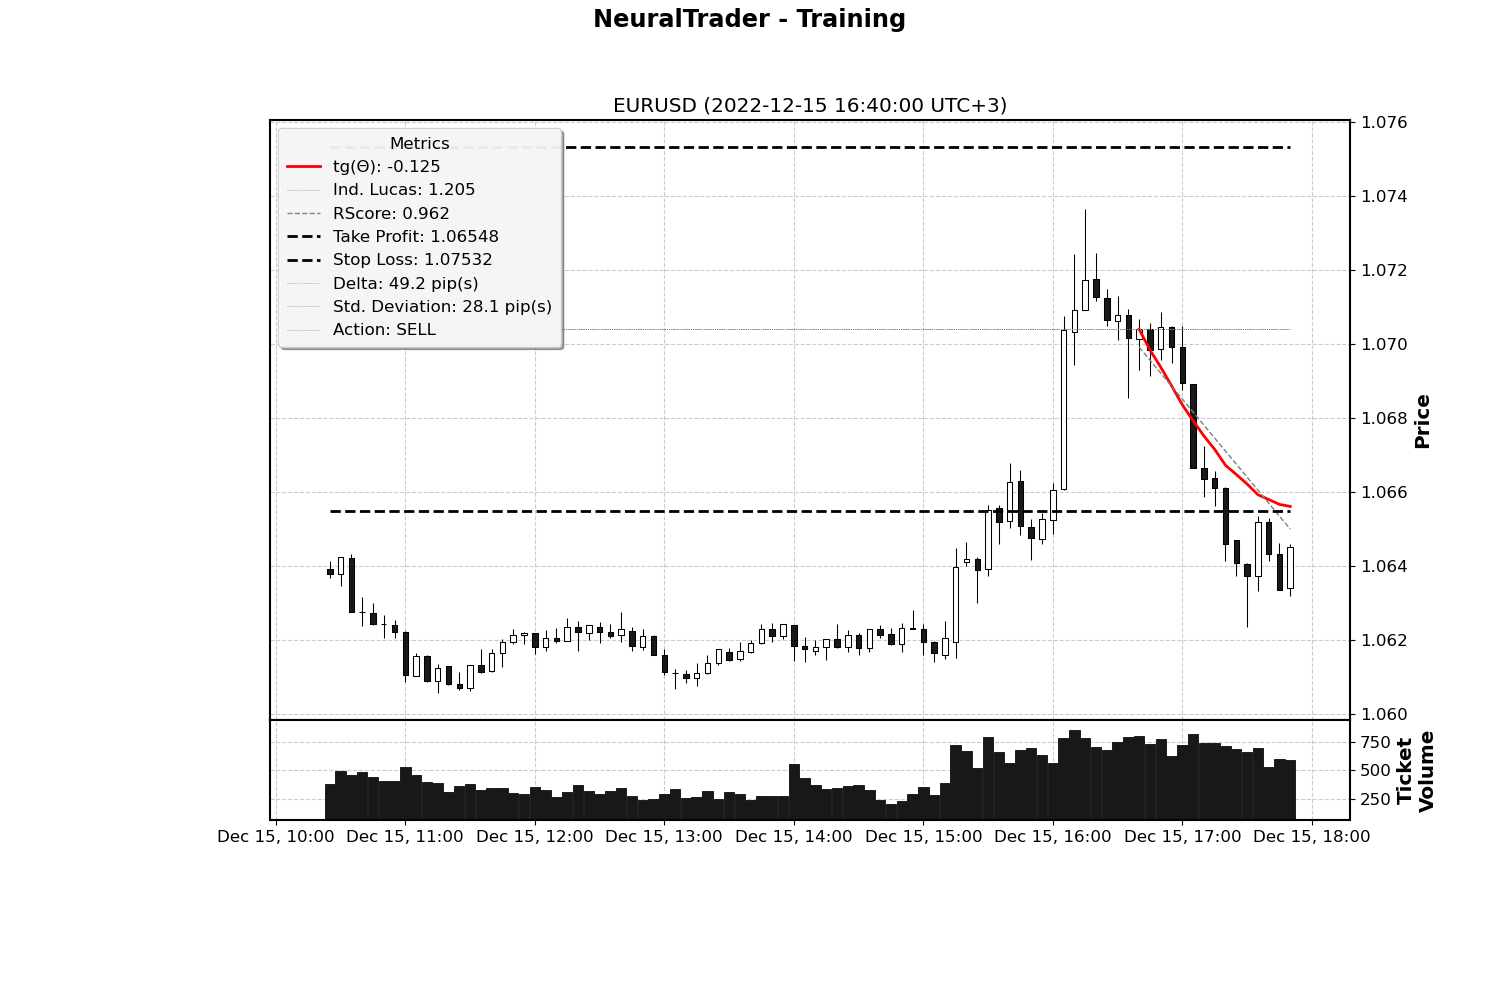 NeuralTrader - Training
EURUSD (2022-12-15 16:40:00 UTC+3)
Metrics
tg(Θ): -0.125
Ind. Lucas: 1.205
RScore: 0.962
Take Profit: 1.06548
Stop Loss: 1.07532
Delta: 49.2 pip(s)
Std. Deviation: 28.1 pip(s)
Action: SELL
1.076
1.074
1.072
1.070
1.068
1.066
1.064
1.062
1.060
Price
750
500
250
Ticket
Volume
Dec 15, 10:00 Dec 15, 11:00 Dec 15, 12:00 Dec 15, 13:00 Dec 15, 14:00 Dec 15, 15:00 Dec 15, 16:00 Dec 15, 17:00 Dec 15, 18:00